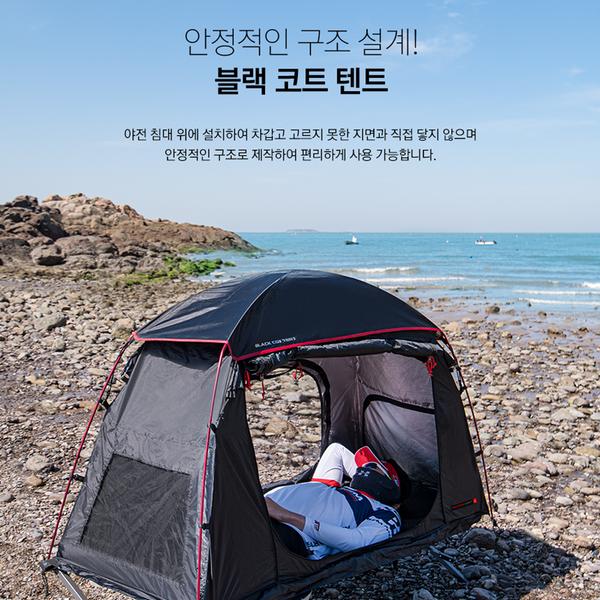 안정적인 구조 설계!
블랙 코트 텐트
야전 침대 위에 설치하여 차갑고 고르지 못한 지면과 직접 닿지 않으며
안정적인 구조로 제작하여 편리하게 사용 가능합니다.
BLACK COT TENT